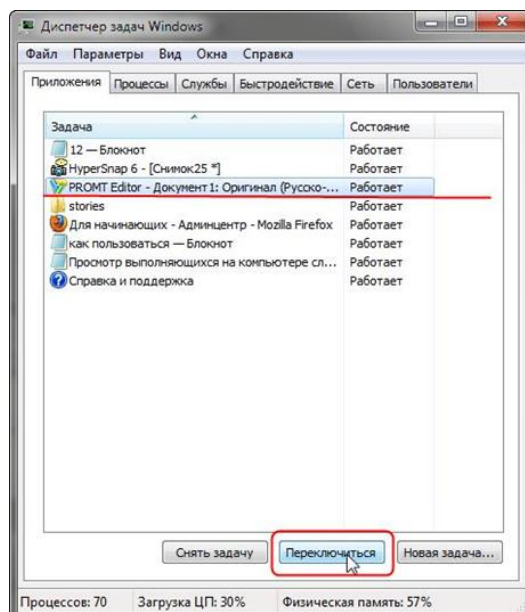 Диспетчер задач Windows
Файл Параметры Вид Окна Справка
Приложения Процессы Службы Быстродействие Сеть Пользователи
Задача Состояние
12 — Блокнот Работает
HyperSnap 6 - [Снимок25 *] Работает
PROMT Editor - Документ1: Оригинал (Русско-... Работает
stories Работает
Для начинающих - Админцентр - Mozilla Firefox Работает
как пользоваться — Блокнот Работает
Просмотр выполняющихся на компьютере сл... Работает
Справка и поддержка Работает
Снять задачу Переключиться Новая задача...
Процессов: 70 Загрузка ЦП: 30% Физическая память: 57%